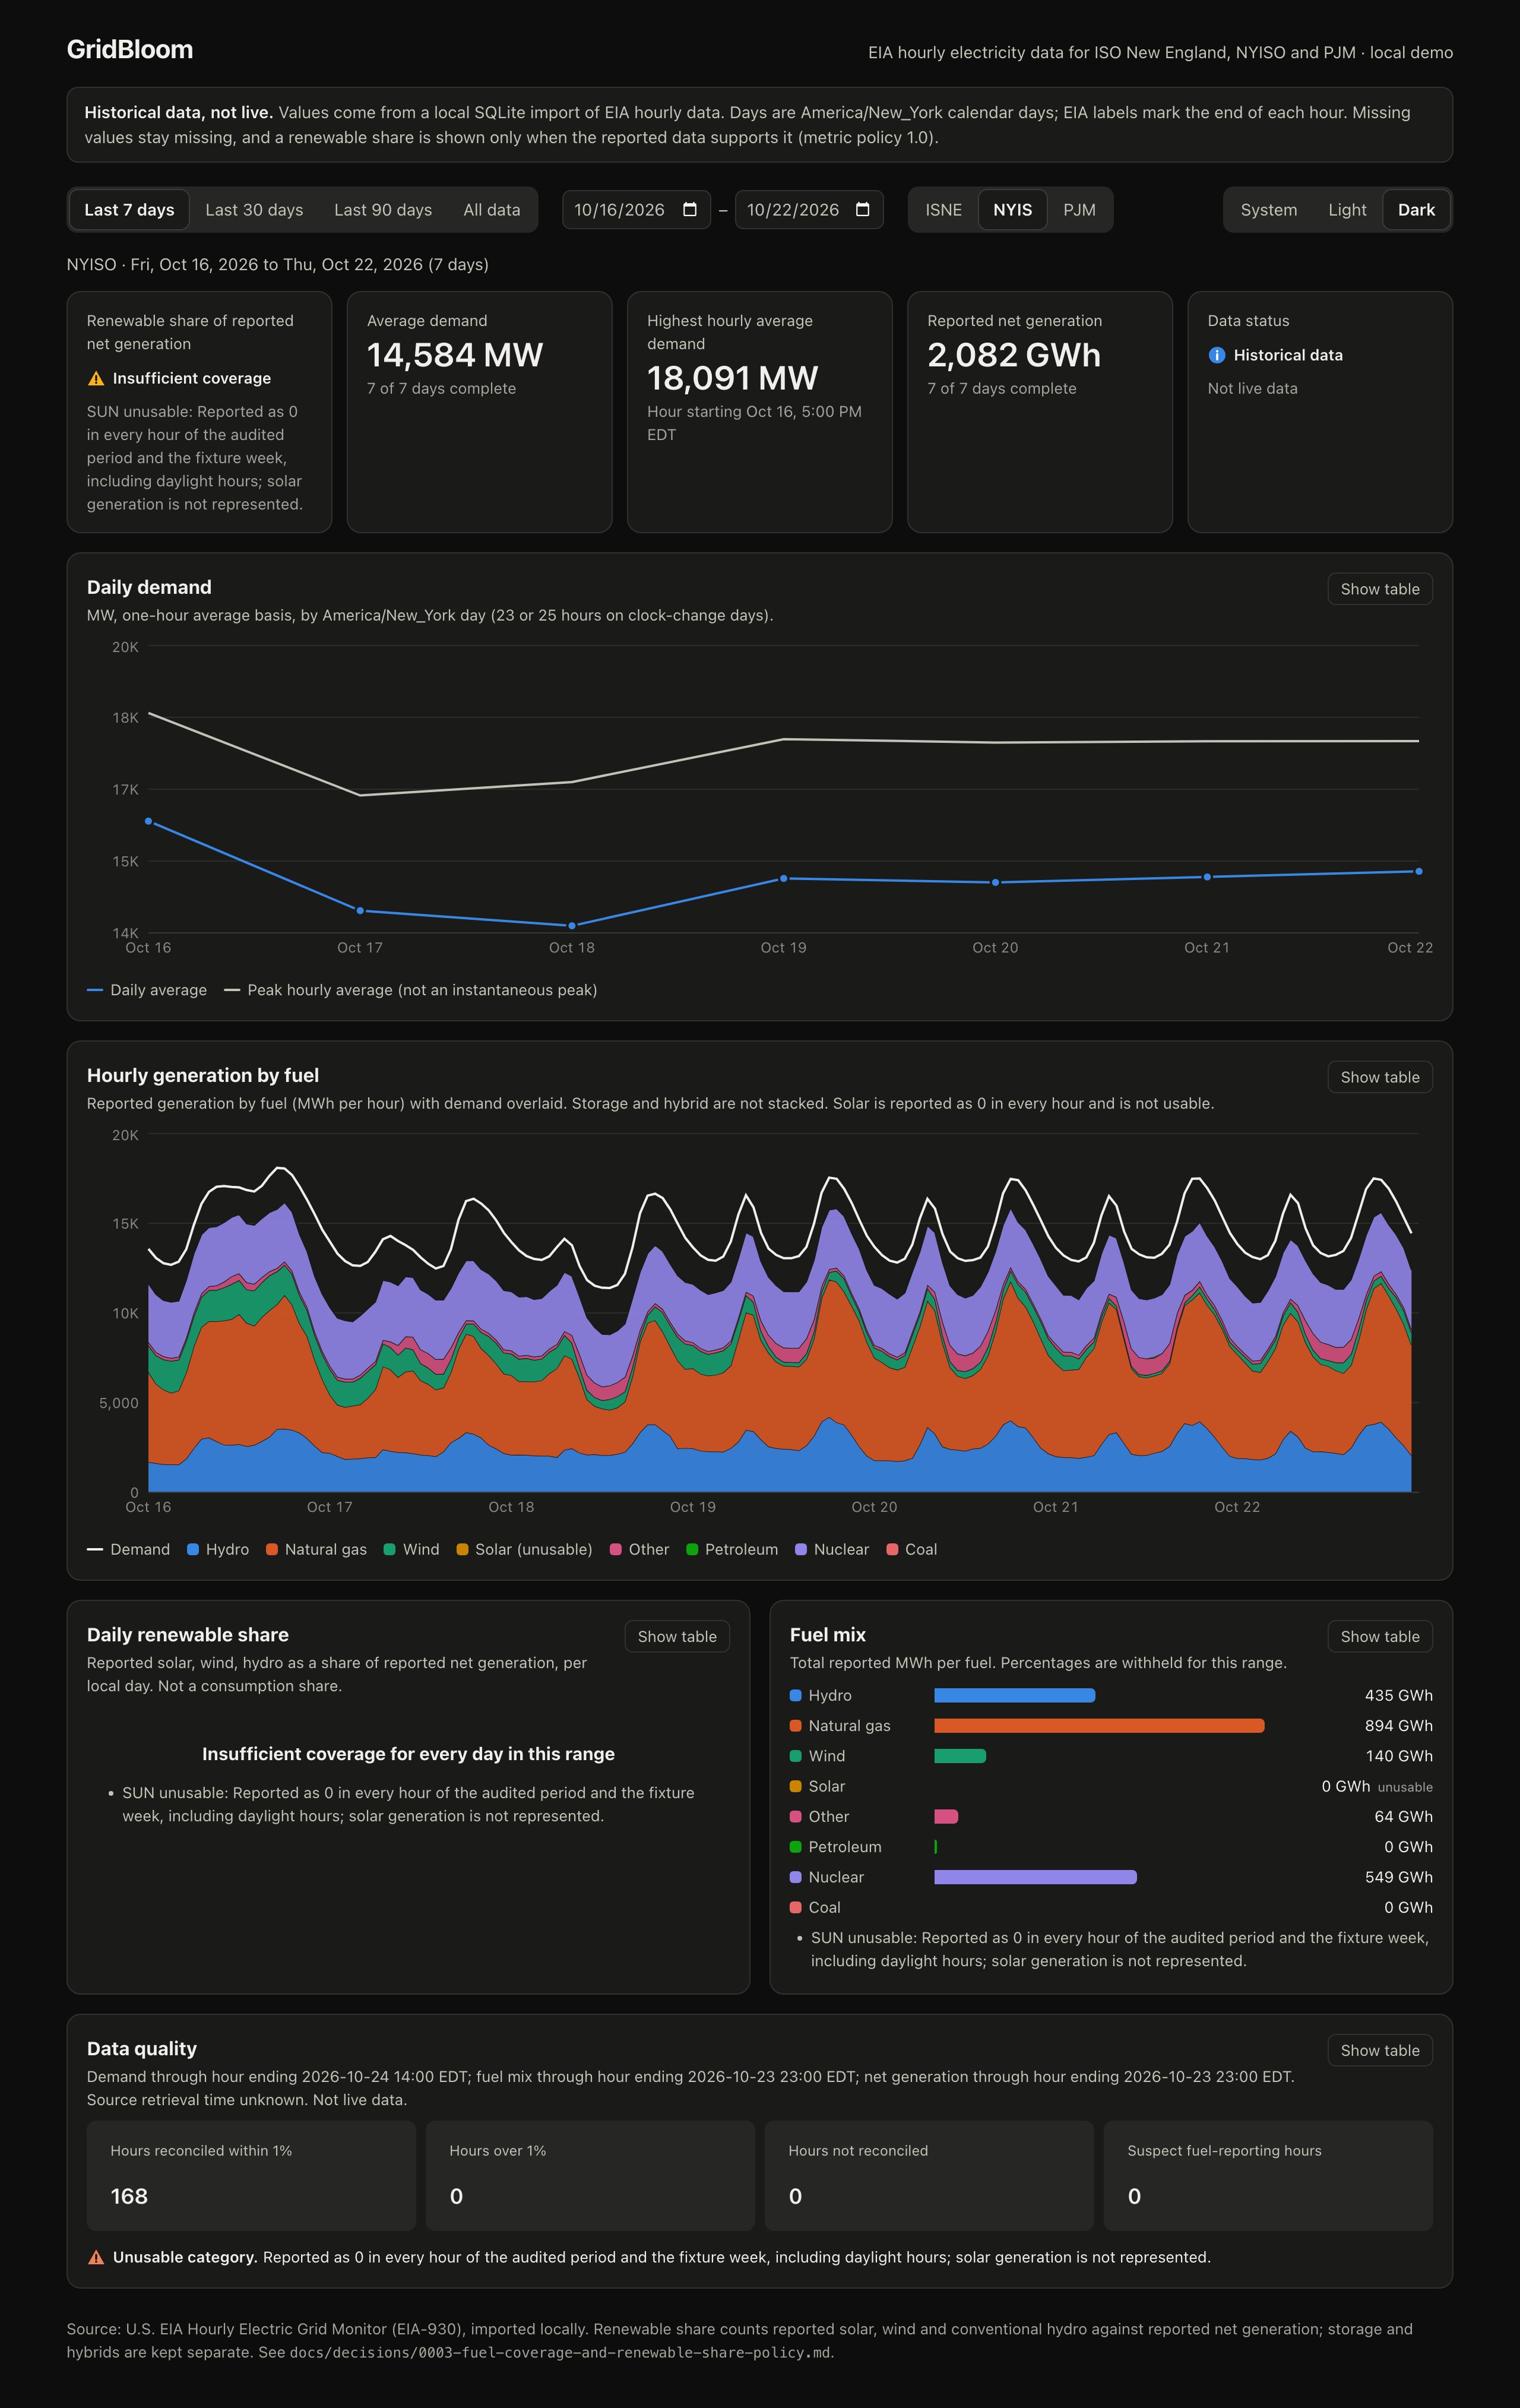 GridBloom
EIA hourly electricity data for ISO New England, NYISO and PJM · local demo
Historical data, not live. Values come from a local SQLite import of EIA hourly data. Days are America/New_York calendar days; EIA labels mark the end of each hour. Missing
values stay missing, and a renewable share is shown only when the reported data supports it (metric policy 1.0).
Last 7 days Last 30 days Last 90 days All data 10/16/2026 – 10/22/2026 ISNE NYIS PJM System Light Dark
NYISO · Fri, Oct 16, 2026 to Thu, Oct 22, 2026 (7 days)
Renewable share of reported
net generation
Insufficient coverage
SUN unusable: Reported as 0
in every hour of the audited
period and the fixture week,
including daylight hours; solar
generation is not represented.
Average demand
14,584 MW
7 of 7 days complete
Highest hourly average
demand
18,091 MW
Hour starting Oct 16, 5:00 PM
EDT
Reported net generation
2,082 GWh
7 of 7 days complete
Data status
Historical data
Not live data
Daily demand
Show table
MW, one-hour average basis, by America/New_York day (23 or 25 hours on clock-change days).
20K
18K
17K
15K
14K
Oct 16 Oct 17 Oct 18 Oct 19 Oct 20 Oct 21 Oct 22
Daily average Peak hourly average (not an instantaneous peak)
Hourly generation by fuel
Show table
Reported generation by fuel (MWh per hour) with demand overlaid. Storage and hybrid are not stacked. Solar is reported as 0 in every hour and is not usable.
20K
15K
10K
5,000
0
Oct 16 Oct 17 Oct 18 Oct 19 Oct 20 Oct 21 Oct 22
Demand Hydro Natural gas Wind Solar (unusable) Other Petroleum Nuclear Coal
Daily renewable share
Show table
Reported solar, wind, hydro as a share of reported net generation, per
local day. Not a consumption share.
Insufficient coverage for every day in this range
• SUN unusable: Reported as 0 in every hour of the audited period and the fixture
week, including daylight hours; solar generation is not represented.
Fuel mix
Show table
Total reported MWh per fuel. Percentages are withheld for this range.
Hydro 435 GWh
Natural gas 894 GWh
Wind 140 GWh
Solar 0 GWh unusable
Other 64 GWh
Petroleum 0 GWh
Nuclear 549 GWh
Coal 0 GWh
• SUN unusable: Reported as 0 in every hour of the audited period and the fixture week,
including daylight hours; solar generation is not represented.
Data quality
Show table
Demand through hour ending 2026-10-24 14:00 EDT; fuel mix through hour ending 2026-10-23 23:00 EDT; net generation through hour ending 2026-10-23 23:00 EDT.
Source retrieval time unknown. Not live data.
Hours reconciled within 1%
168
Hours over 1%
0
Hours not reconciled
0
Suspect fuel-reporting hours
0
Unusable category. Reported as 0 in every hour of the audited period and the fixture week, including daylight hours; solar generation is not represented.
Source: U.S. EIA Hourly Electric Grid Monitor (EIA-930), imported locally. Renewable share counts reported solar, wind and conventional hydro against reported net generation; storage and
hybrids are kept separate. See docs/decisions/0003-fuel-coverage-and-renewable-share-policy.md.